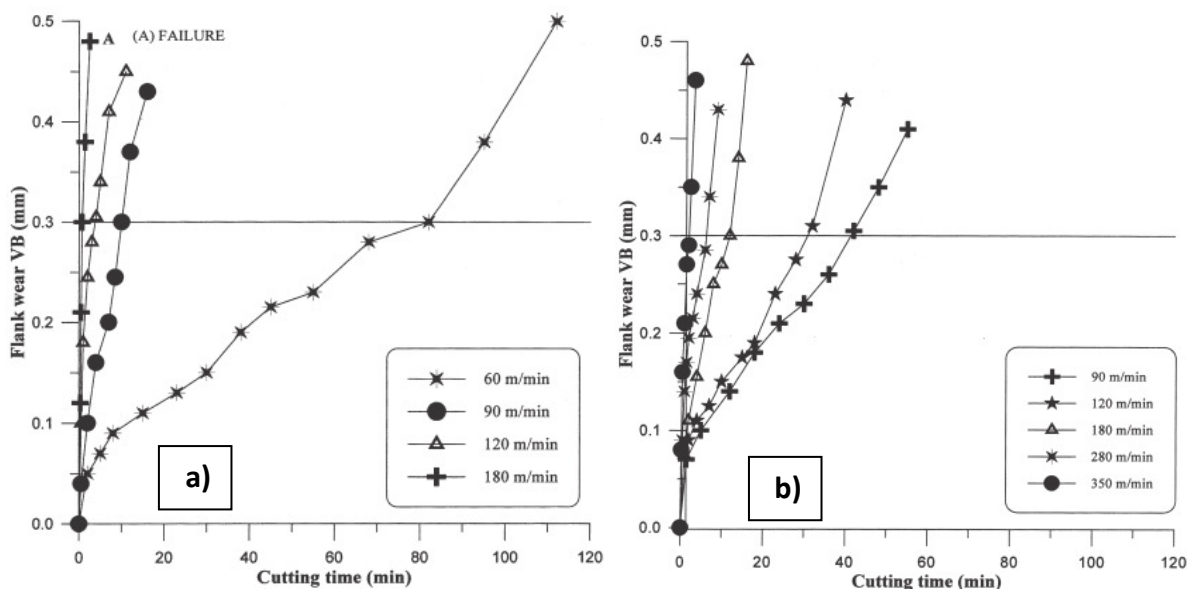 0.5
0.4
0.3
0.2
0.1
0.0
Flank wear VB (mm)
A (A) FAILURE
60 m/min
90 m/min
120 m/min
180 m/min
a)
0 20 40 60 80 100 120
Cutting time (min)
0.5
0.4
0.3
0.2
0.1
0.0
Flank wear VB (mm)
90 m/min
120 m/min
180 m/min
280 m/min
350 m/min
b)
0 20 40 60 80 100 120
Cutting time (min)